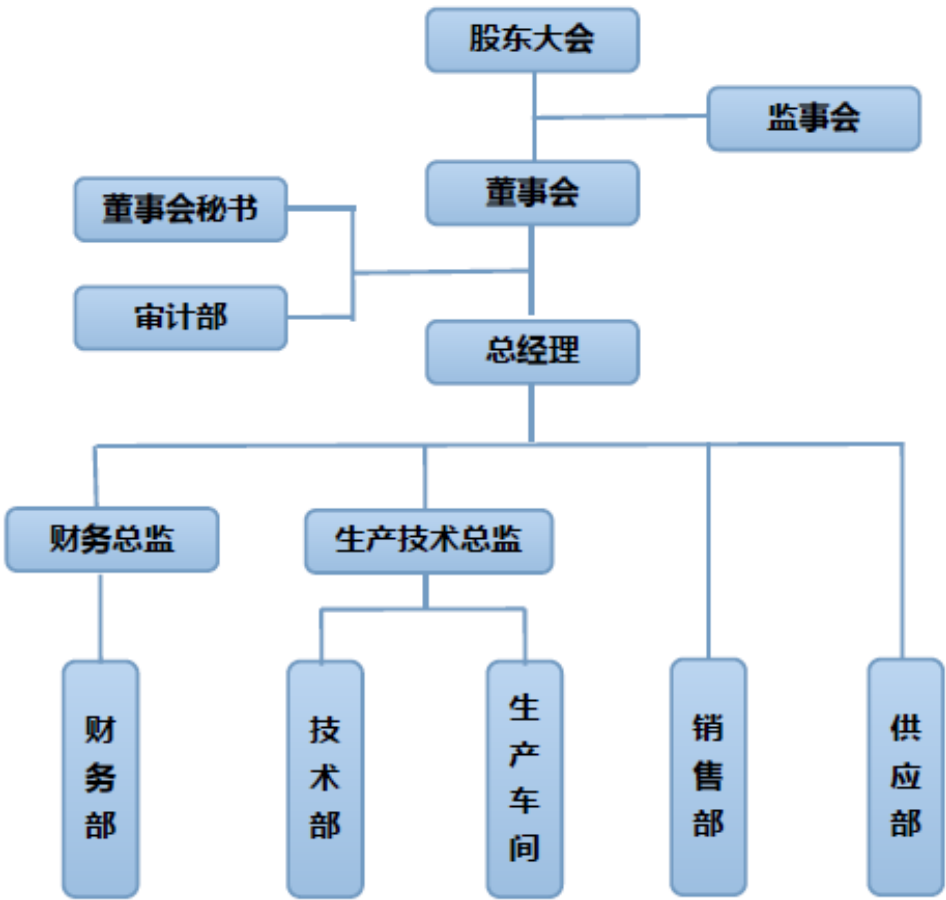 股东大会
监事会
董事会
董事会秘书
审计部
总经理
财务总监
生产技术总监
财务部
技术部
生产车间
销售部
供应部